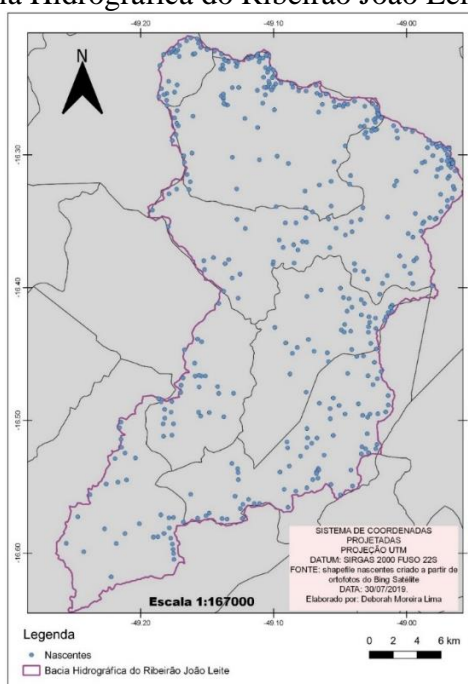 ia Hidrográfica do Ribeirão João Lei
-49.20 -49.10 -49.00
N
-16.30
-16.40
-16.50
-16.60
SISTEMA DE COORDENADAS
PROJETADAS
PROJEÇÃO UTM
DATUM: SIRGAS 2000 FUSO 22S
FONTE: shapefile nascentes criado a partir de
ortofotos do Bing Satélite
DATA: 30/07/2019.
Elaborado por: Deborah Moreira Lima
Escala 1:167000
-49.20 -49.10 -49.00
Legenda
Nascentes
Bacia Hidrográfica do Ribeirão João Leite
0 2 4 6 km